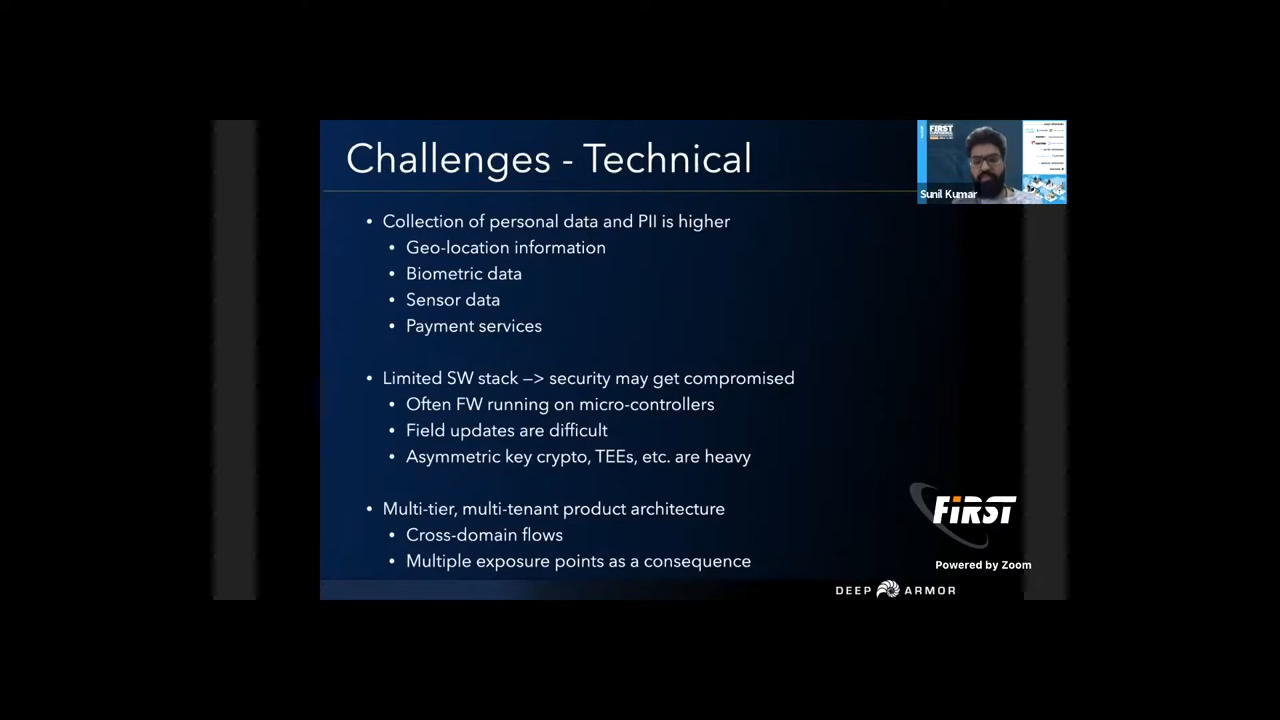 Challenges - Technical
FIRST
CONFERENCE
Sunil Kumar
• Collection of personal data and PII is higher
• Geo-location information
• Biometric data
• Sensor data
• Payment services
• Limited SW stack —> security may get compromised
• Often FW running on micro-controllers
• Field updates are difficult
• Asymmetric key crypto, TEEs, etc. are heavy
• Multi-tier, multi-tenant product architecture
• Cross-domain flows
• Multiple exposure points as a consequence
FiRST
Powered by Zoom
DEEP ARMOR